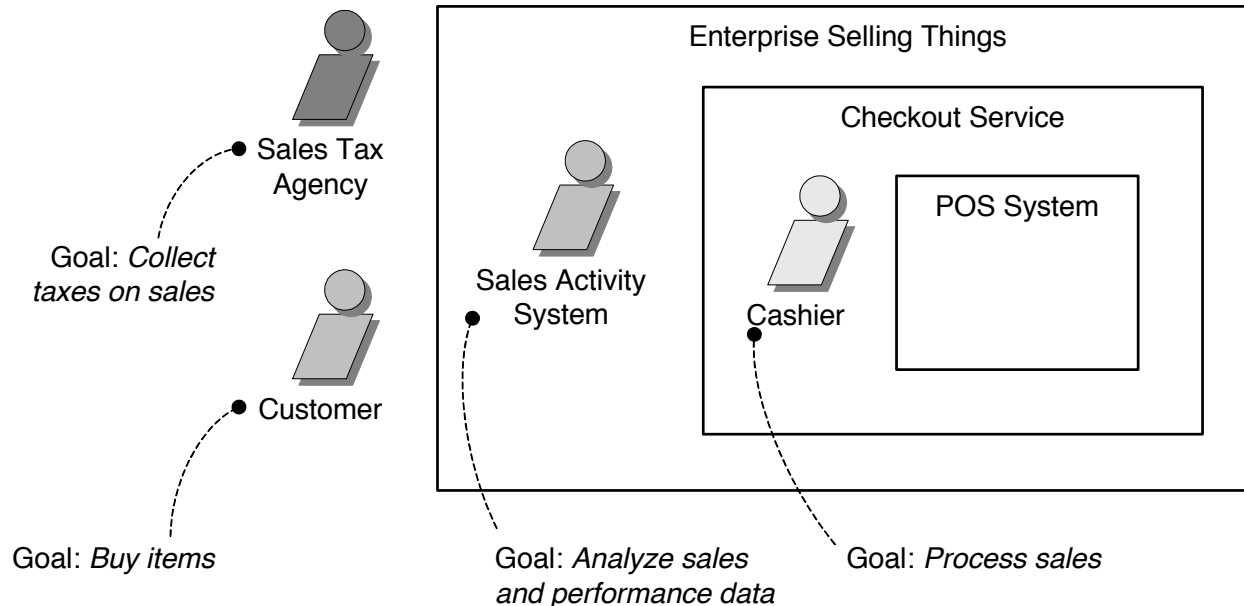 Enterprise Selling Things
Checkout Service
POS System
Sales Tax
Agency
Goal: Collect
taxes on sales
Sales Activity
System
Cashier
Customer
Goal: Buy items
Goal: Analyze sales
and performance data
Goal: Process sales